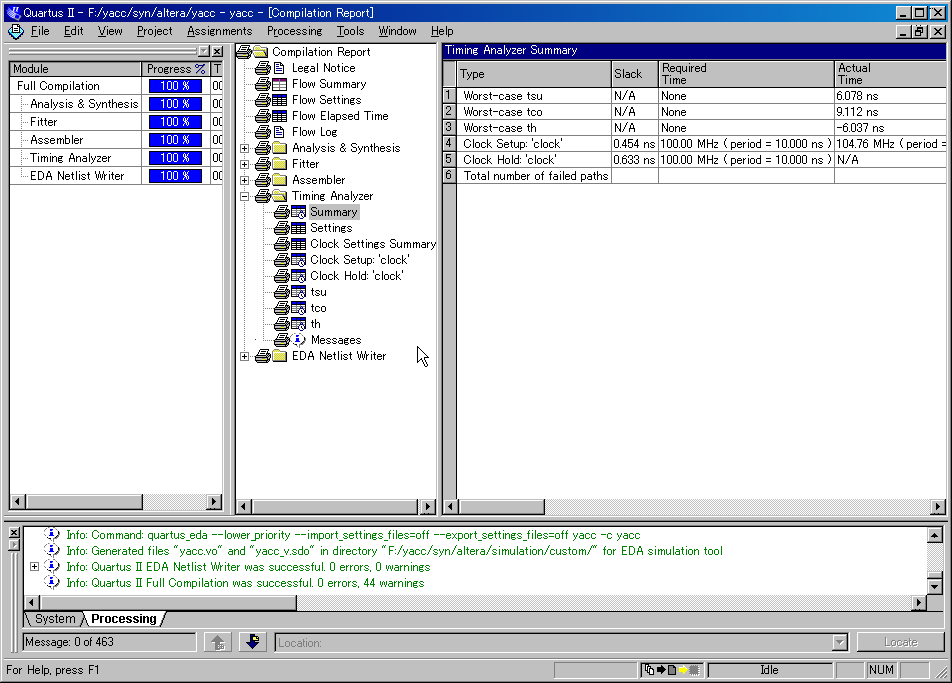 Quartus II - F:/yacc/syn/altera/yacc - yacc - [Compilation Report]
File Edit View Project Assignments Processing Tools Window Help
Module Progress % T
Full Compilation 100 % 00
Analysis & Synthesis 100 % 00
Fitter 100 % 00
Assembler 100 % 00
Timing Analyzer 100 % 00
EDA Netlist Writer 100 % 00
Compilation Report
Legal Notice
Flow Summary
Flow Settings
Flow Elapsed Time
Flow Log
Analysis & Synthesis
Fitter
Assembler
Timing Analyzer
Summary
Settings
Clock Settings Summary
Clock Setup: 'clock'
Clock Hold: 'clock'
tsu
tco
th
Messages
EDA Netlist Writer
Timing Analyzer Summary
Type Slack Required Time Actual Time
1 Worst-case tsu N/A None 6.078 ns
2 Worst-case tco N/A None 9.112 ns
3 Worst-case th N/A None -6.037 ns
4 Clock Setup: 'clock' 0.454 ns 100.00 MHz ( period = 10.000 ns ) 104.76 MHz ( period =
5 Clock Hold: 'clock' 0.633 ns 100.00 MHz ( period = 10.000 ns ) N/A
6 Total number of failed paths
Info: Command: quartus_eda --lower_priority --import_settings_files=off --export_settings_files=off yacc -c yacc
Info: Generated files "yacc.vo" and "yacc_v.sdo" in directory "F:/yacc/syn/altera/simulation/custom/" for EDA simulation tool
Info: Quartus II EDA Netlist Writer was successful. 0 errors, 0 warnings
Info: Quartus II Full Compilation was successful. 0 errors, 44 warnings
System Processing
Message: 0 of 463 Location: Locate
For Help, press F1 Idle NUM